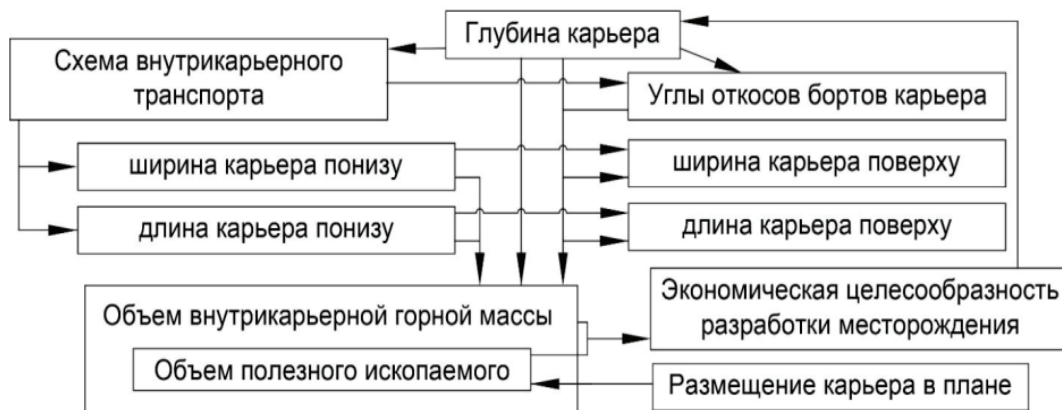 Глубина карьера
Схема внутрикарьерного
транспорта
Углы откосов бортов карьера
ширина карьера понизу
ширина карьера поверху
длина карьера понизу
длина карьера поверху
Объем внутрикарьерной горной массы
Экономическая целесообразность
разработки месторождения
Объем полезного ископаемого
Размещение карьера в плане